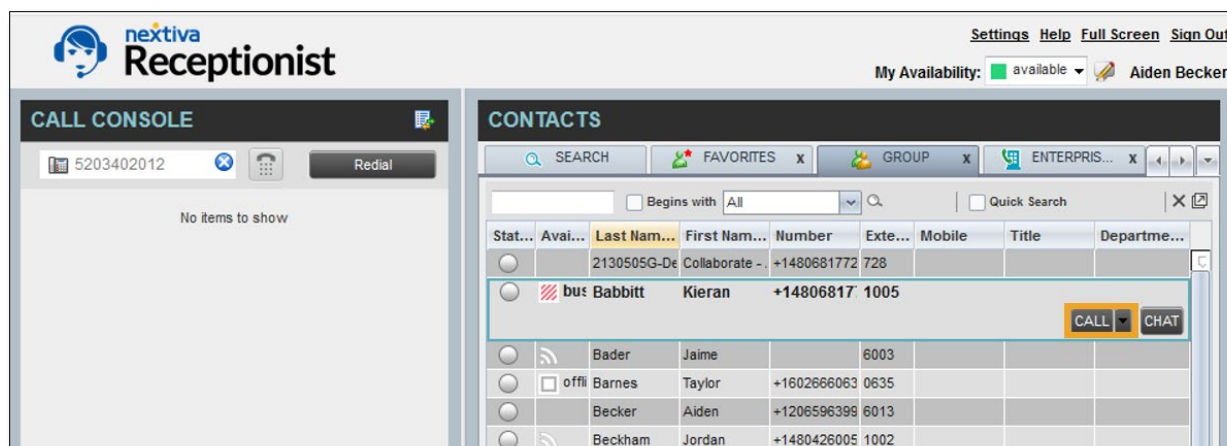 nextiva
Receptionist
Settings Help Full Screen Sign Out
My Availability: available Aiden Becker
CALL CONSOLE
5203402012 Redial
No items to show
CONTACTS
SEARCH FAVORITES x GROUP x ENTERPRIS... x
Begins with All Quick Search
Stat... Avai... Last Nam... First Nam... Number Exte... Mobile Title Departme...
2130505G-De Collaborate - . +1480681772 728
bus Babbitt Kieran +14806817 1005
CALL CHAT
Bader Jaime 6003
offli Barnes Taylor +1602666063 0635
Becker Aiden +1206596399 6013
Beckham Jordan +1480426005 1002